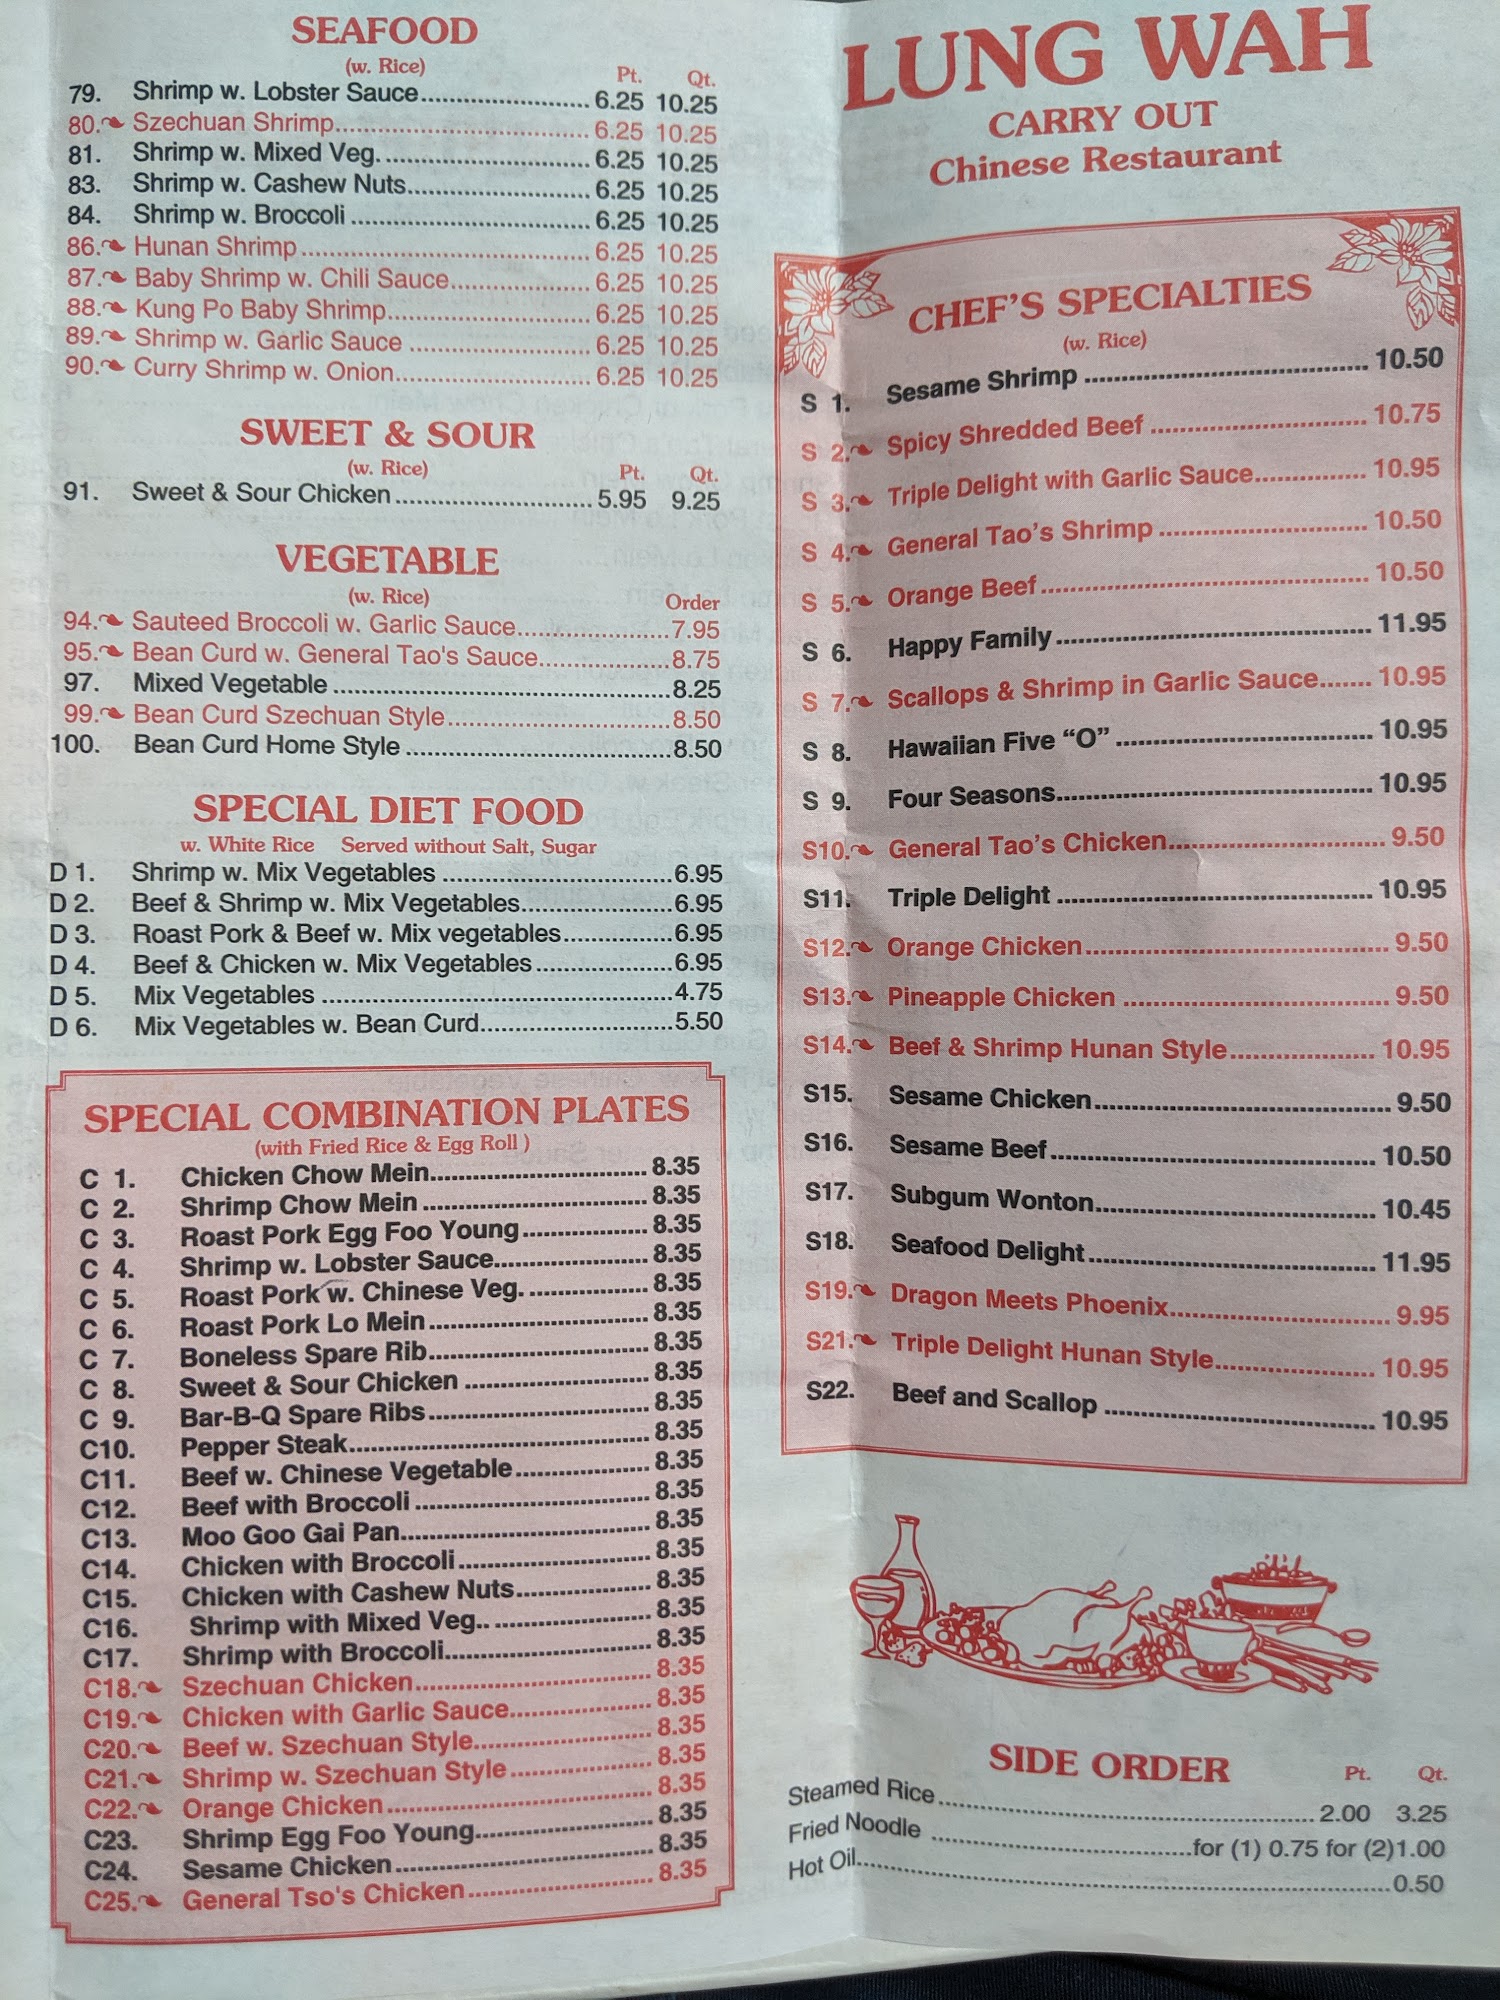 SEAFOOD
(w. Rice) Pt. Qt.
79. Shrimp w. Lobster Sauce 6.25 10.25
80. Szechuan Shrimp 6.25 10.25
81. Shrimp w. Mixed Veg. 6.25 10.25
83. Shrimp w. Cashew Nuts 6.25 10.25
84. Shrimp w. Broccoli 6.25 10.25
86. Hunan Shrimp 6.25 10.25
87. Baby Shrimp w. Chili Sauce 6.25 10.25
88. Kung Po Baby Shrimp 6.25 10.25
89. Shrimp w. Garlic Sauce 6.25 10.25
90. Curry Shrimp w. Onion 6.25 10.25
SWEET & SOUR
(w. Rice) Pt. Qt.
91. Sweet & Sour Chicken 5.95 9.25
VEGETABLE
(w. Rice) Order
94. Sauteed Broccoli w. Garlic Sauce 7.95
95. Bean Curd w. General Tao's Sauce 8.75
97. Mixed Vegetable 8.25
99. Bean Curd Szechuan Style 8.50
100. Bean Curd Home Style 8.50
SPECIAL DIET FOOD
w. White Rice Served without Salt, Sugar
D 1. Shrimp w. Mix Vegetables 6.95
D 2. Beef & Shrimp w. Mix Vegetables 6.95
D 3. Roast Pork & Beef w. Mix vegetables 6.95
D 4. Beef & Chicken w. Mix Vegetables 6.95
D 5. Mix Vegetables 4.75
D 6. Mix Vegetables w. Bean Curd 5.50
SPECIAL COMBINATION PLATES
(with Fried Rice & Egg Roll )
C 1. Chicken Chow Mein 8.35
C 2. Shrimp Chow Mein 8.35
C 3. Roast Pork Egg Foo Young 8.35
C 4. Shrimp w. Lobster Sauce 8.35
C 5. Roast Pork w. Chinese Veg. 8.35
C 6. Roast Pork Lo Mein 8.35
C 7. Boneless Spare Rib 8.35
C 8. Sweet & Sour Chicken 8.35
C 9. Bar-B-Q Spare Ribs 8.35
C10. Pepper Steak 8.35
C11. Beef w. Chinese Vegetable 8.35
C12. Beef with Broccoli 8.35
C13. Moo Goo Gai Pan 8.35
C14. Chicken with Broccoli 8.35
C15. Chicken with Cashew Nuts 8.35
C16. Shrimp with Mixed Veg.. 8.35
C17. Shrimp with Broccoli 8.35
C18. Szechuan Chicken 8.35
C19. Chicken with Garlic Sauce 8.35
C20. Beef w. Szechuan Style 8.35
C21. Shrimp w. Szechuan Style 8.35
C22. Orange Chicken 8.35
C23. Shrimp Egg Foo Young 8.35
C24. Sesame Chicken 8.35
C25. General Tso's Chicken 8.35
LUNG WAH
CARRY OUT
Chinese Restaurant
CHEF'S SPECIALTIES
(w. Rice)
S 1. Sesame Shrimp 10.50
S 2. Spicy Shredded Beef 10.75
S 3. Triple Delight with Garlic Sauce 10.95
S 4. General Tao's Shrimp 10.50
S 5. Orange Beef 10.50
S 6. Happy Family 11.95
S 7. Scallops & Shrimp in Garlic Sauce 10.95
S 8. Hawaiian Five “O” 10.95
S 9. Four Seasons 10.95
S10. General Tao's Chicken 9.50
S11. Triple Delight 10.95
S12. Orange Chicken 9.50
S13. Pineapple Chicken 9.50
S14. Beef & Shrimp Hunan Style 10.95
S15. Sesame Chicken 9.50
S16. Sesame Beef 10.50
S17. Subgum Wonton 10.45
S18. Seafood Delight 11.95
S19. Dragon Meets Phoenix 9.95
S21. Triple Delight Hunan Style 10.95
S22. Beef and Scallop 10.95
SIDE ORDER Pt. Qt.
Steamed Rice 2.00 3.25
Fried Noodle for (1) 0.75 for (2)1.00
Hot Oil 0.50